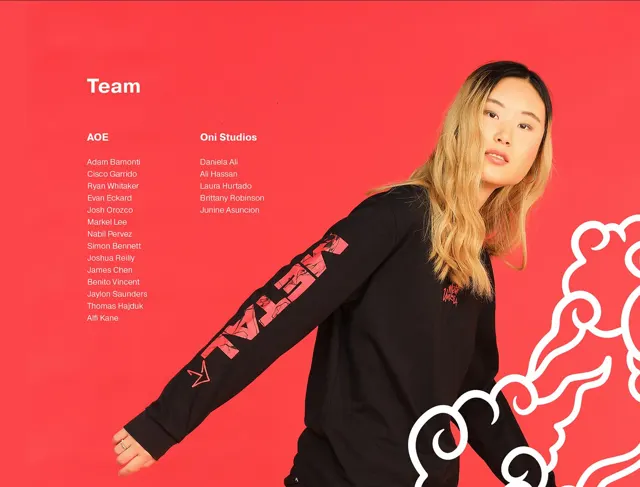 Team
AOE
Adam Bamonti
Cisco Garrido
Ryan Whitaker
Evan Eckard
Josh Orozco
Markel Lee
Nabil Pervez
Simon Bennett
Joshua Reilly
James Chen
Benito Vincent
Jaylon Saunders
Thomas Hajduk
Alfi Kane
Oni Studios
Daniela Ali
Ali Hassan
Laura Hurtado
Brittany Robinson
Junine Asuncion